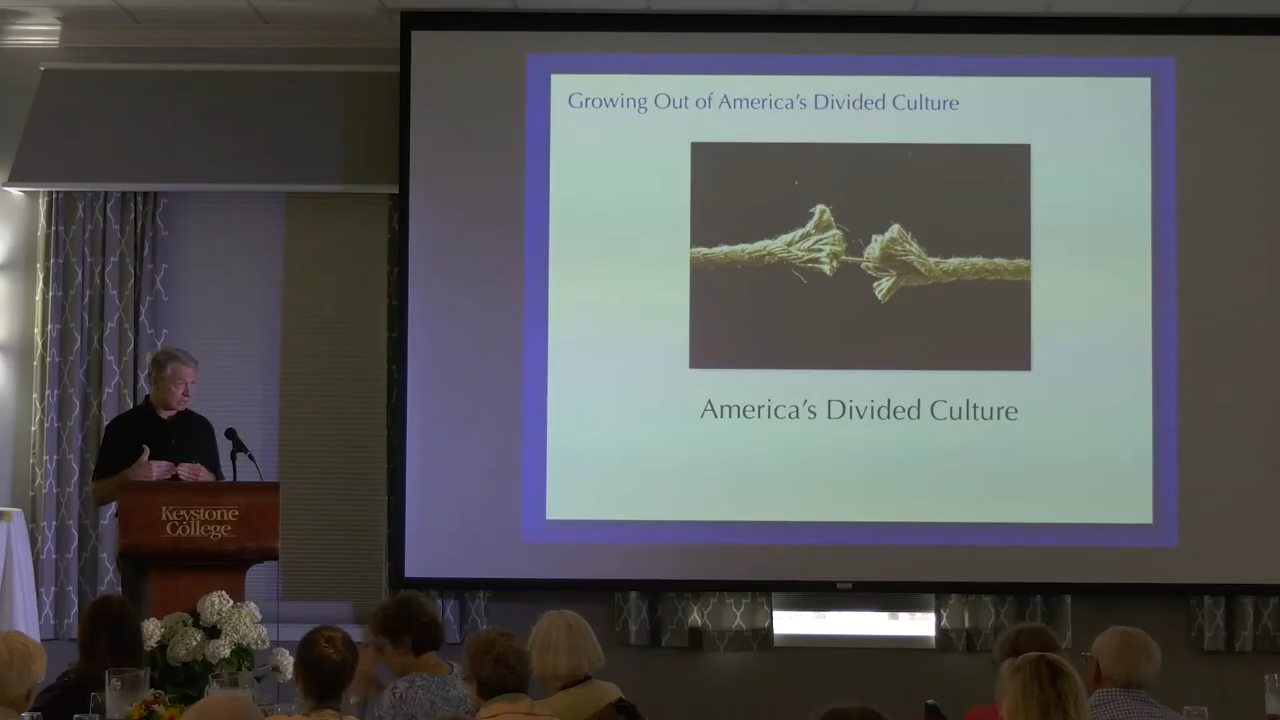 Growing Out of America's Divided Culture
America's Divided Culture
Keystone
College